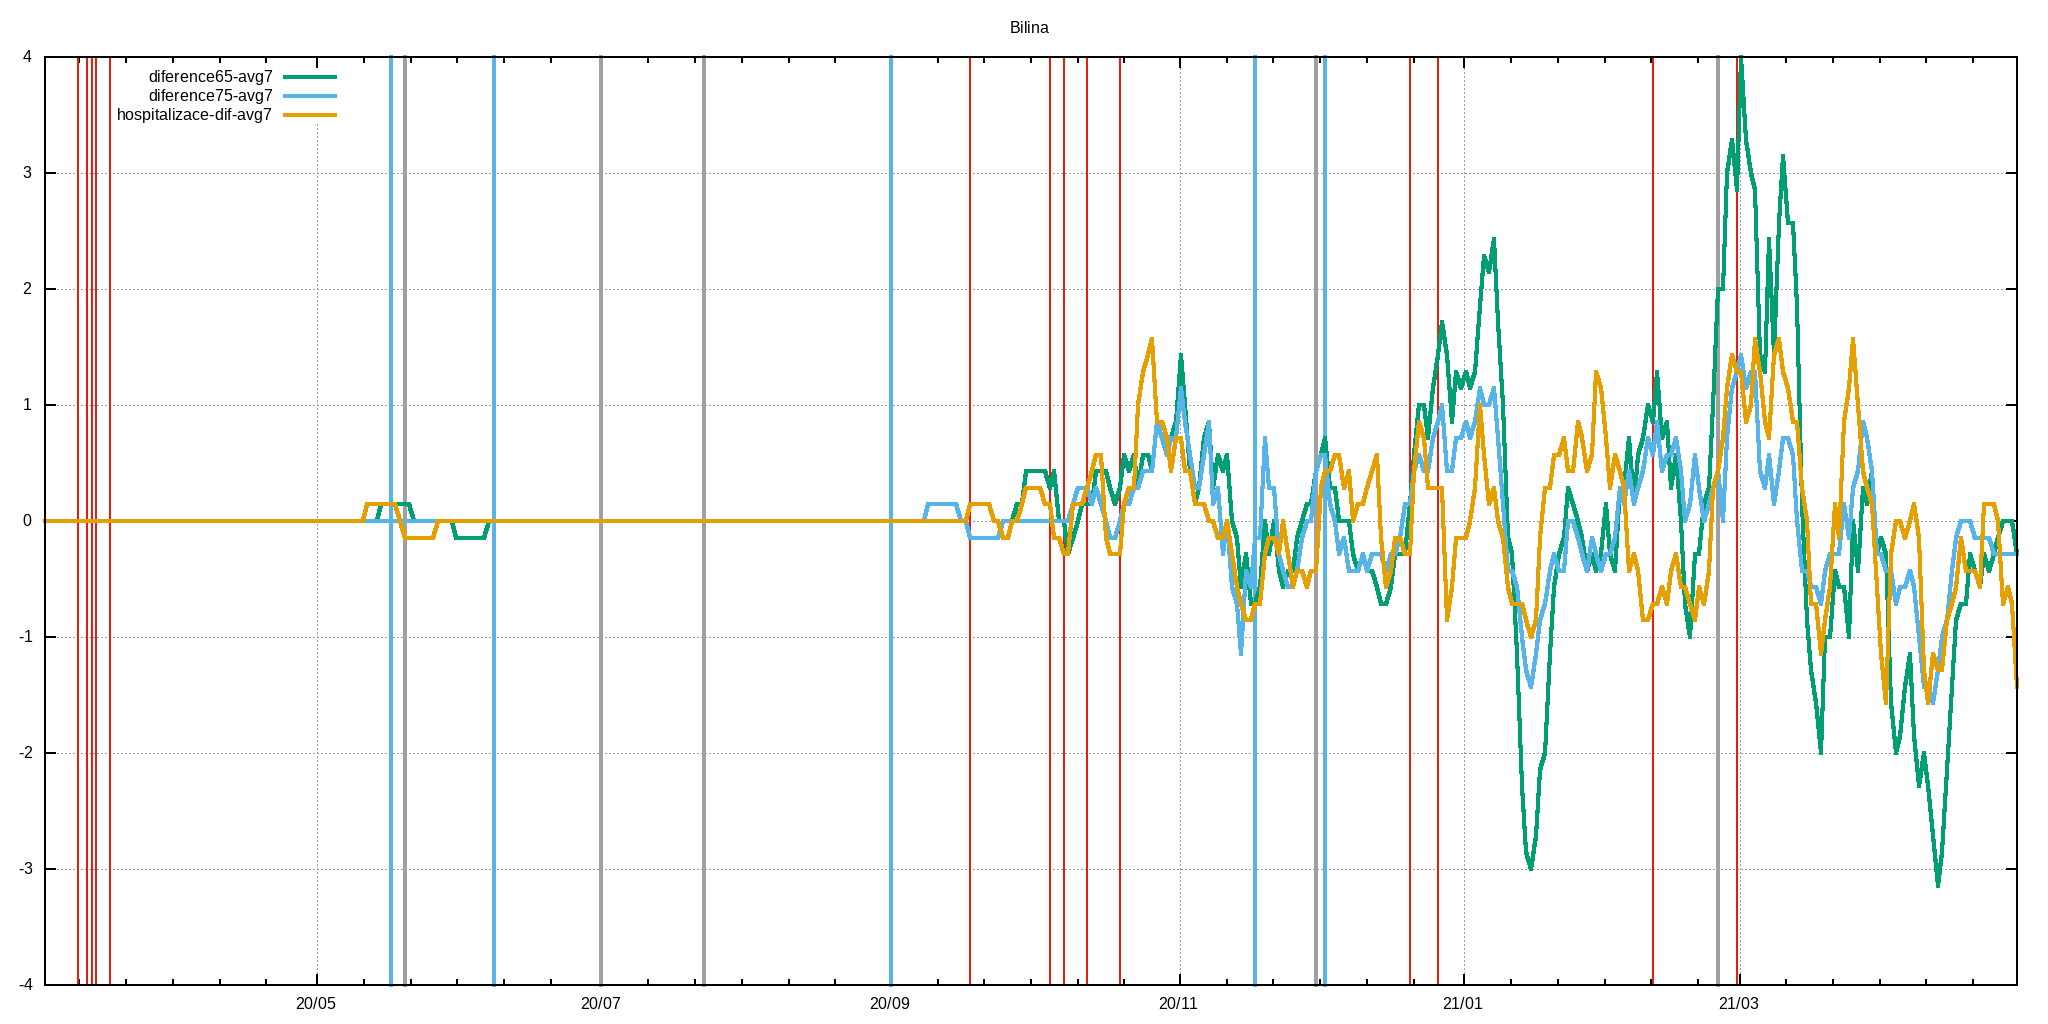 Bilina
diference65-avg7
diference75-avg7
hospitalizace-dif-avg7
4
3
2
1
0
-1
-2
-3
-4
20/05 20/07 20/09 20/11 21/01 21/03